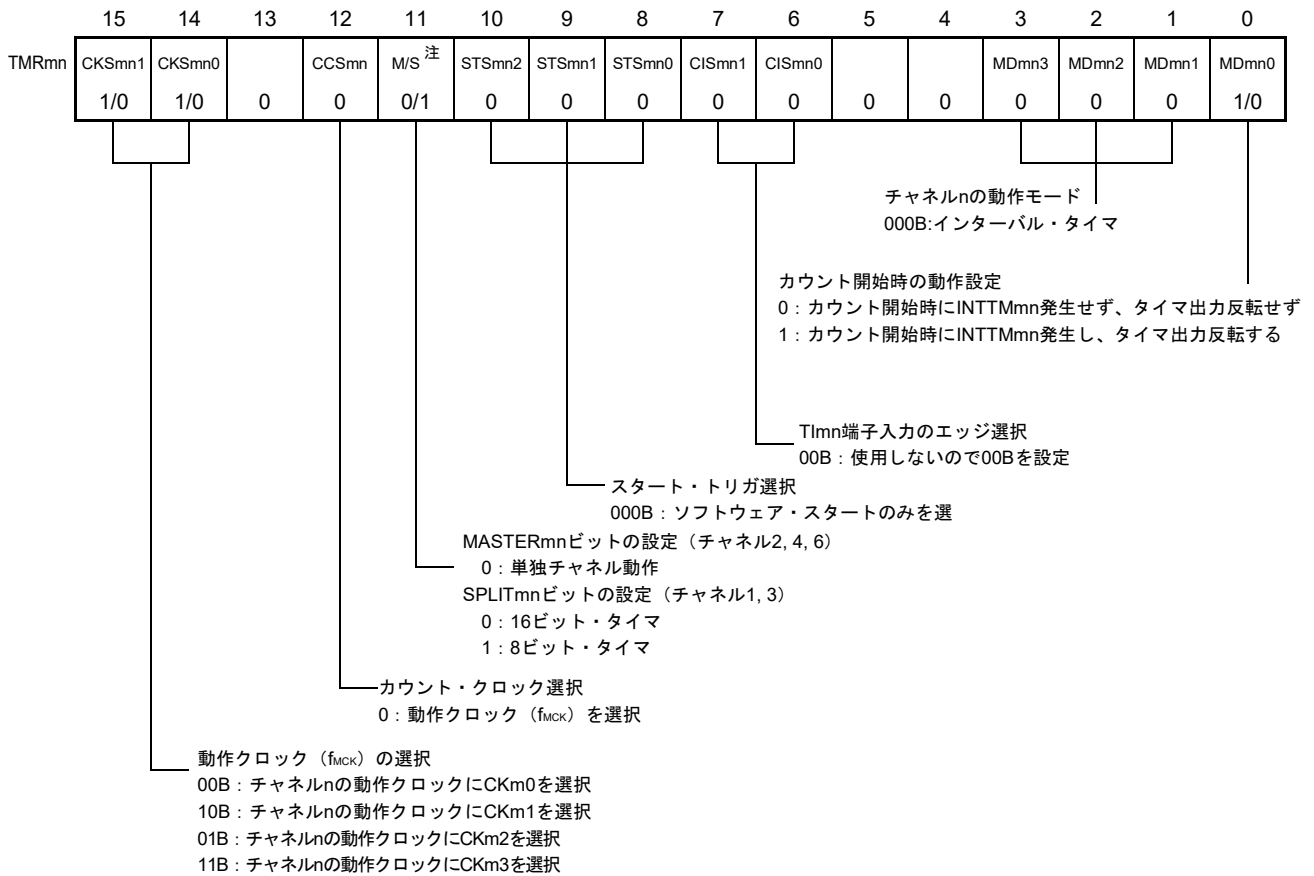 15 14 13 12 11 10 9 8 7 6 5 4 3 2 1 0
TMRmn CKSmn1 CKSmn0 CCSmn M/S 注 STSmn2 STSmn1 STSmn0 CISmn1 CISmn0 MDmn3 MDmn2 MDmn1 MDmn0
1/0 1/0 0 0 0/1 0 0 0 0 0 0 0 0 0 0 1/0
チャネルnの動作モード
000B:インターバル・タイマ
カウント開始時の動作設定
0：カウント開始時にINTTMmn発生せず、タイマ出力反転せず
1：カウント開始時にINTTMmn発生し、タイマ出力反転する
TImn端子入力のエッジ選択
00B：使用しないので00Bを設定
スタート・トリガ選択
000B：ソフトウェア・スタートのみを選
MASTERmnビットの設定（チャネル2, 4, 6）
0：単独チャネル動作
SPLITmnビットの設定（チャネル1, 3）
0：16ビット・タイマ
1：8ビット・タイマ
カウント・クロック選択
0：動作クロック（fMCK）を選択
動作クロック（fMCK）の選択
00B：チャネルnの動作クロックにCKm0を選択
10B：チャネルnの動作クロックにCKm1を選択
01B：チャネルnの動作クロックにCKm2を選択
11B：チャネルnの動作クロックにCKm3を選択